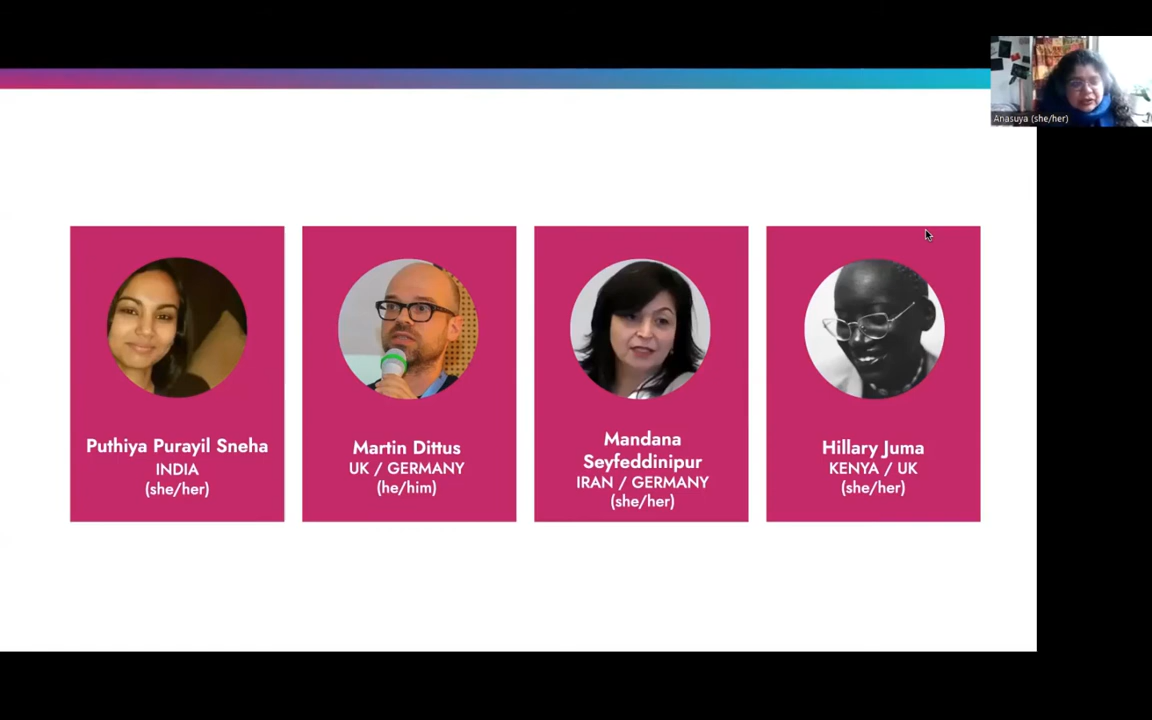 Anasuya (she/her)
Puthiya Purayil Sneha
INDIA
(she/her)
Martin Dittus
UK / GERMANY
(he/him)
Mandana
Seyfeddinipur
IRAN / GERMANY
(she/her)
Hillary Juma
KENYA / UK
(she/her)